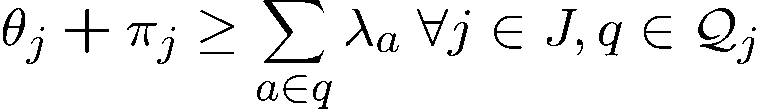 θ_j + π_j ≥ ∑_{a∈q} λ_a ∀j ∈ J, q ∈ 𝒬_j